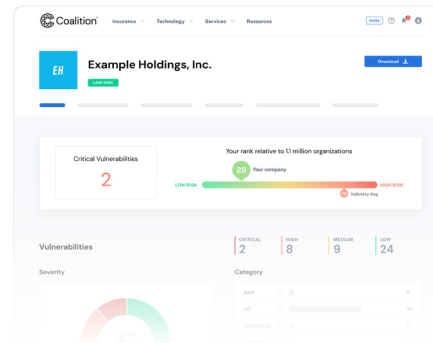 Coalition
Insurance Technology Services Resources
Invite
EH
Example Holdings, Inc.
LOW RISK
Download
Critical Vulnerabilities
2
Your rank relative to 1.1 million organizations
29 Your company
LOW RISK
HIGH RISK
Industry Avg
Vulnerabilities
CRITICAL
2
HIGH
8
MEDIUM
9
LOW
24
Severity
Category
43